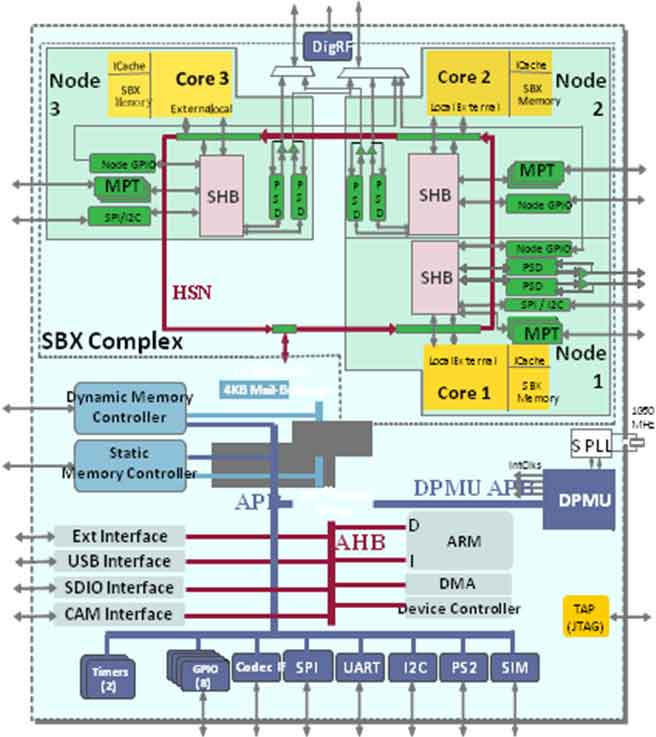 DigRF
Node
3
ICache
SBX
Memory
Core 3
External
Local
Core 2
ICache
SBX
Memory
Local
External
Node
2
Node GPIO
MPT
SPI/I2C
SHB
PSD
PSD
PSD
PSD
SHB
MPT
Node GPIO
SHB
Node GPIO
PSD
PSD
SPI / I2C
MPT
HSN
SBX Complex
Local
External
Core 1
ICache
SBX
Memory
Node
1
4KB Mail
Dynamic Memory
Controller
Static
Memory Controller
1050
MHz
SPLL
IntClks
DPMU
DPMU APB
Ext Interface
USB Interface
SDIO Interface
CAM Interface
AHB
D
I
ARM
DMA
Device Controller
TAP
(JTAG)
Timers
(2)
GPIO
(8)
Codec IF
SPI
UART
I2C
PS2
SIM